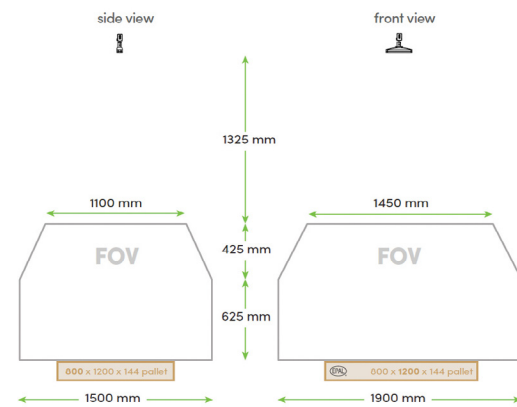 side view
front view
1325 mm
1100 mm
1450 mm
FOV
425 mm
FOV
625 mm
800 x 1200 x 144 pallet
EPAL
800 x 1200 x 144 pallet
1500 mm
1900 mm